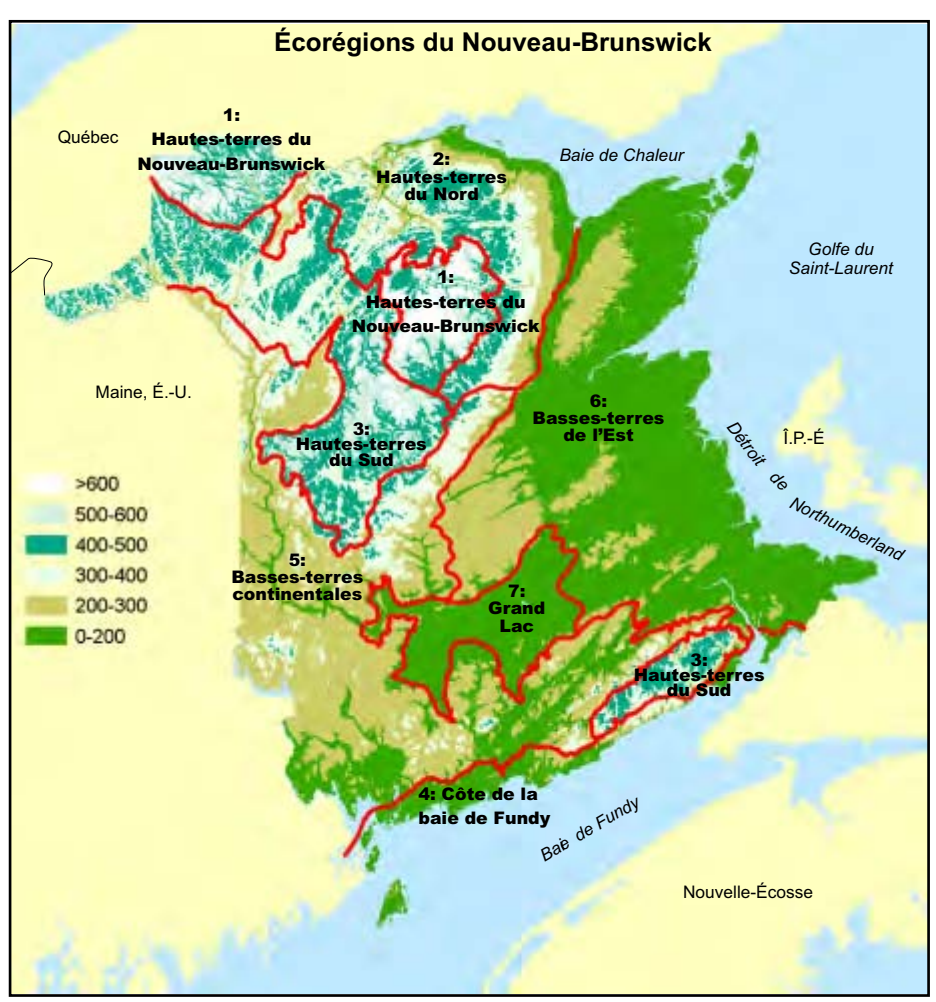 Écorégions du Nouveau-Brunswick
1:
Hautes-terres du
Nouveau-Brunswick
Québec
2:
Hautes-terres
du Nord
Baie de Chaleur
Golfe du
Saint-Laurent
1:
Hautes-terres du
Nouveau-Brunswick
Maine, É.-U.
6:
Basses-terres
de l'Est
Î.P.-É
Détroit de Northumberland
3:
Hautes-terres
du Sud
>600
500-600
400-500
300-400
200-300
0-200
5:
Basses-terres
continentales
7:
Grand
Lac
3:
Hautes-terres
du Sud
4: Côte de la
baie de Fundy
Baie de Fundy
Nouvelle-Écosse